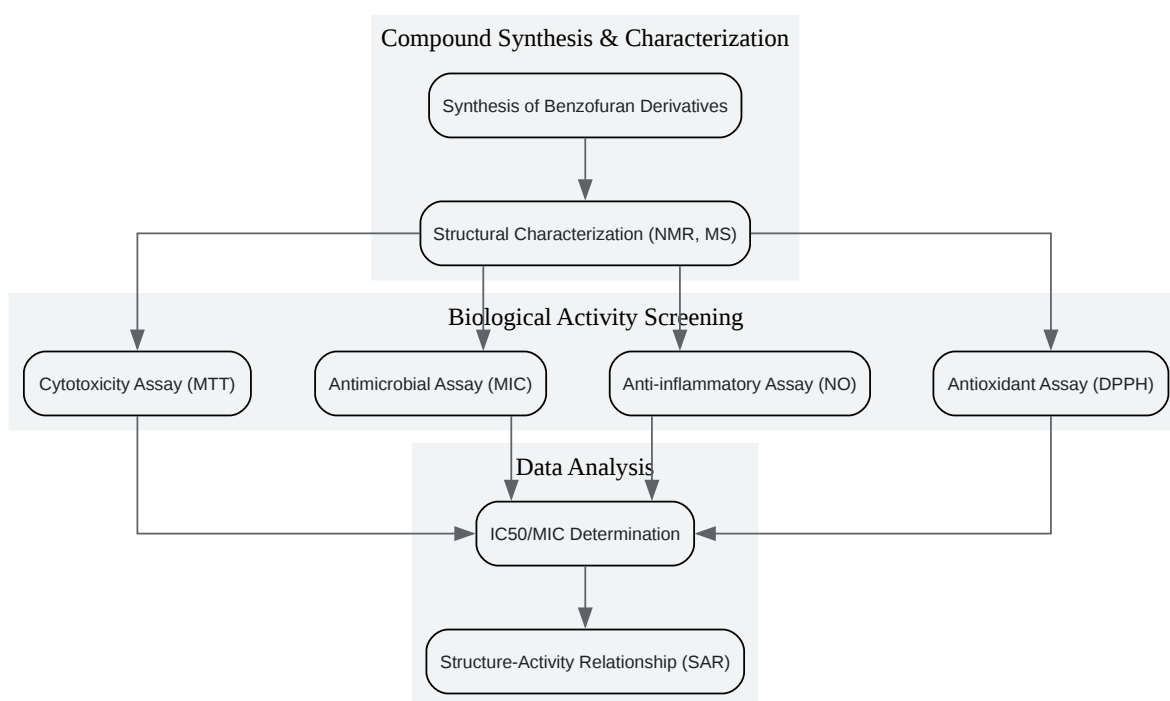 Compound Synthesis & Characterization
Synthesis of Benzofuran Derivatives
Structural Characterization (NMR, MS)
Biological Activity Screening
Cytotoxicity Assay (MTT)
Antimicrobial Assay (MIC)
Anti-inflammatory Assay (NO)
Antioxidant Assay (DPPH)
Data Analysis
IC50/MIC Determination
Structure-Activity Relationship (SAR)